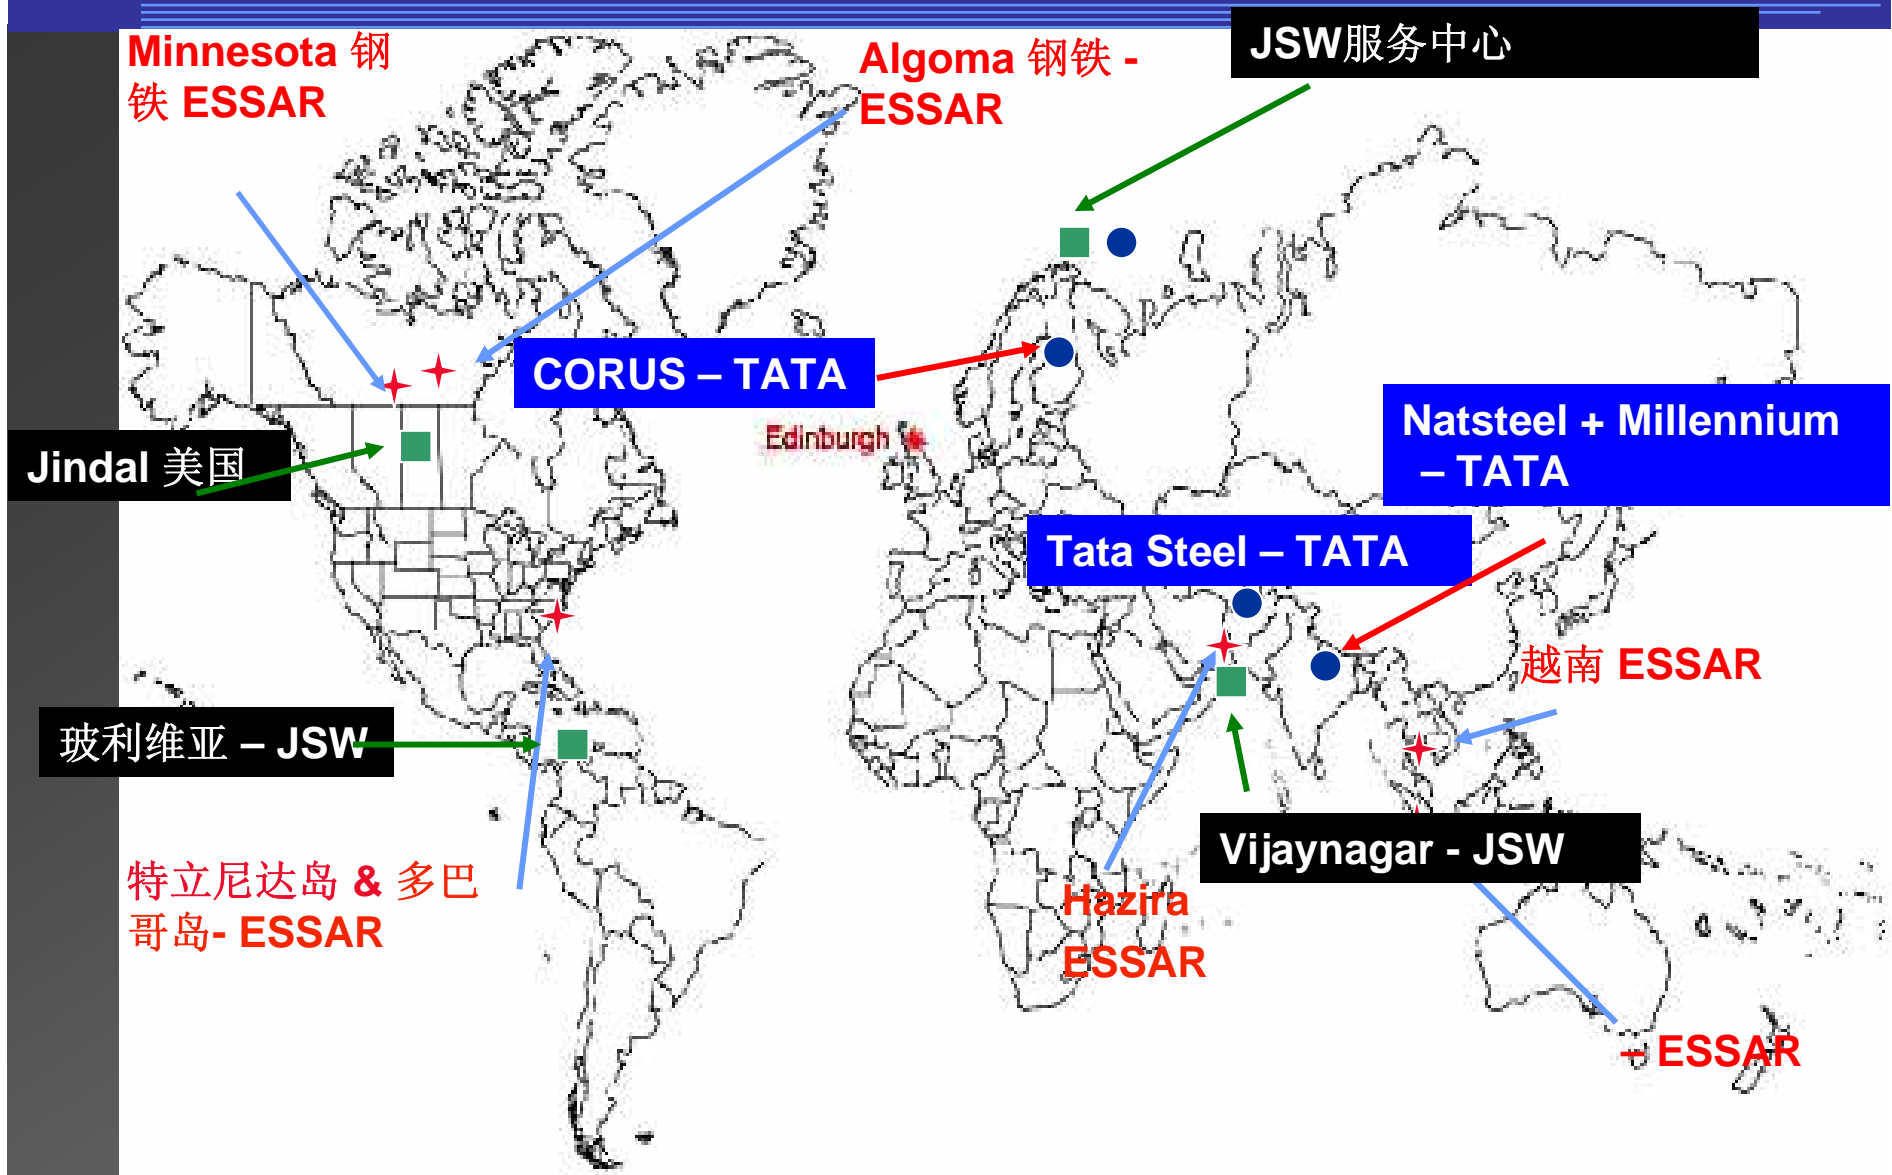 Minnesota 钢
铁 ESSAR
Algoma 钢铁 -
ESSAR
JSW服务中心
CORUS – TATA
Edinburgh
Natsteel + Millennium
– TATA
Jindal 美国
Tata Steel – TATA
越南 ESSAR
玻利维亚 – JSW
Vijaynagar - JSW
特立尼达岛 & 多巴
哥岛- ESSAR
Hazira
ESSAR
– ESSAR